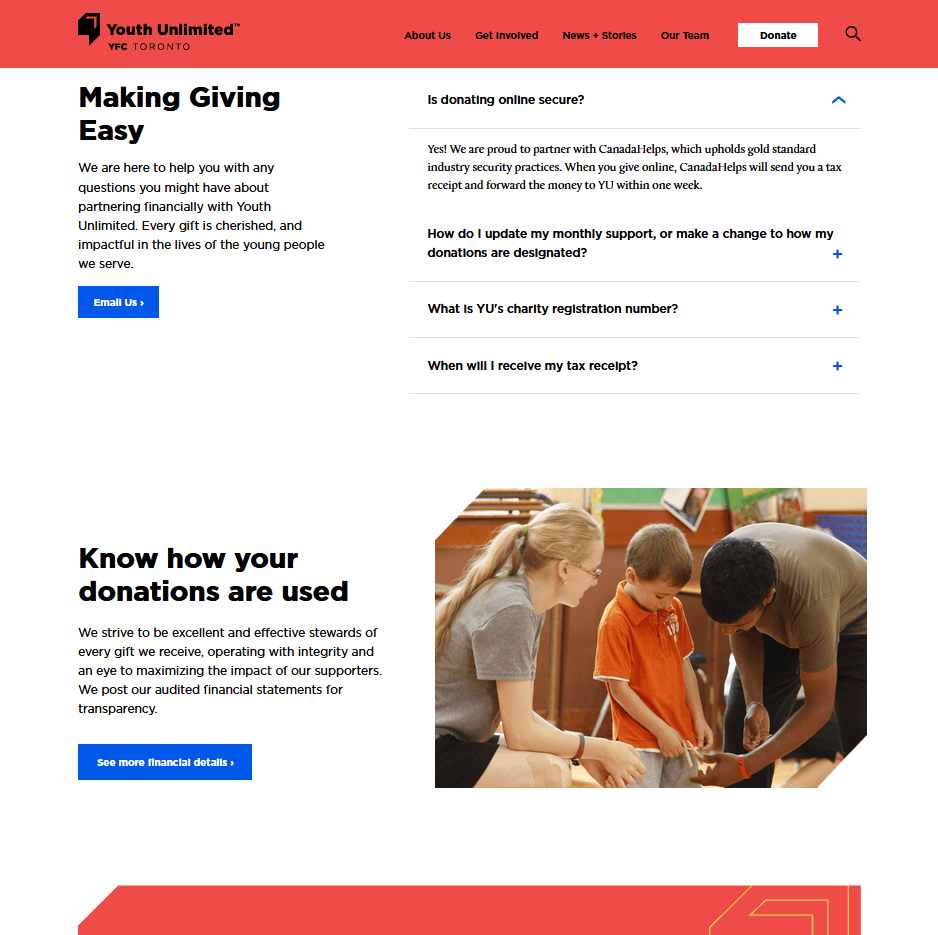 Youth Unlimited™
YFC TORONTO
About Us
Get Involved
News + Stories
Our Team
Donate
Making Giving
Easy
We are here to help you with any
questions you might have about
partnering financially with Youth
Unlimited. Every gift is cherished, and
impactful in the lives of the young people
we serve.
Email Us ›
Is donating online secure?
Yes! We are proud to partner with CanadaHelps, which upholds gold standard
industry security practices. When you give online, CanadaHelps will send you a tax
receipt and forward the money to YU within one week.
How do I update my monthly support, or make a change to how my
donations are designated?
What is YU's charity registration number?
When will I receive my tax receipt?
Know how your
donations are used
We strive to be excellent and effective stewards of
every gift we receive, operating with integrity and
an eye to maximizing the impact of our supporters.
We post our audited financial statements for
transparency.
See more financial details ›